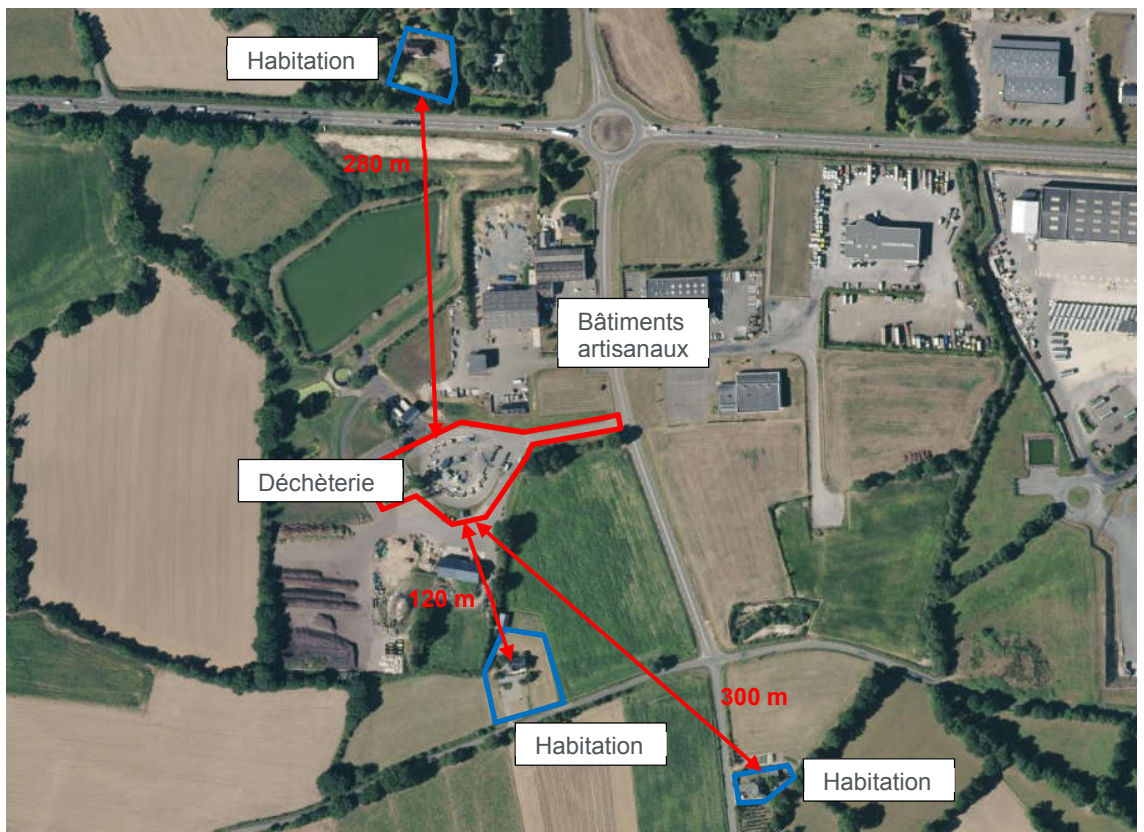 Habitation
280 m
Bâtiments
artisanaux
Déchèterie
120 m
300 m
Habitation
Habitation